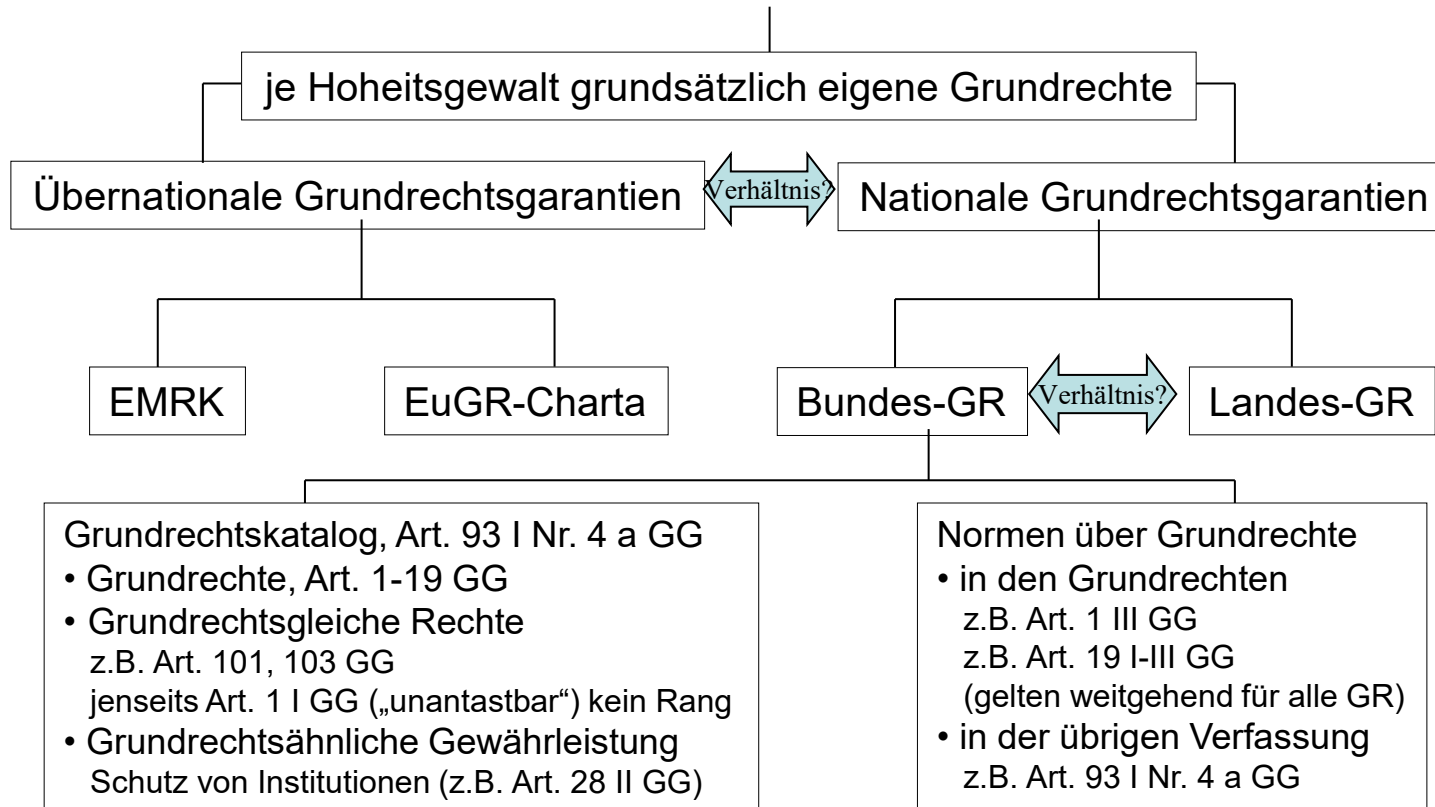 je Hoheitsgewalt grundsätzlich eigene Grundrechte
Übernationale Grundrechtsgarantien
Verhältnis?
Nationale Grundrechtsgarantien
EMRK
EuGR-Charta
Bundes-GR
Verhältnis?
Landes-GR
Grundrechtskatalog, Art. 93 I Nr. 4 a GG
• Grundrechte, Art. 1-19 GG
• Grundrechtsgleiche Rechte
z.B. Art. 101, 103 GG
jenseits Art. 1 I GG („unantastbar“) kein Rang
• Grundrechtsähnliche Gewährleistung
Schutz von Institutionen (z.B. Art. 28 II GG)
Normen über Grundrechte
• in den Grundrechten
z.B. Art. 1 III GG
z.B. Art. 19 I-III GG
(gelten weitgehend für alle GR)
• in der übrigen Verfassung
z.B. Art. 93 I Nr. 4 a GG